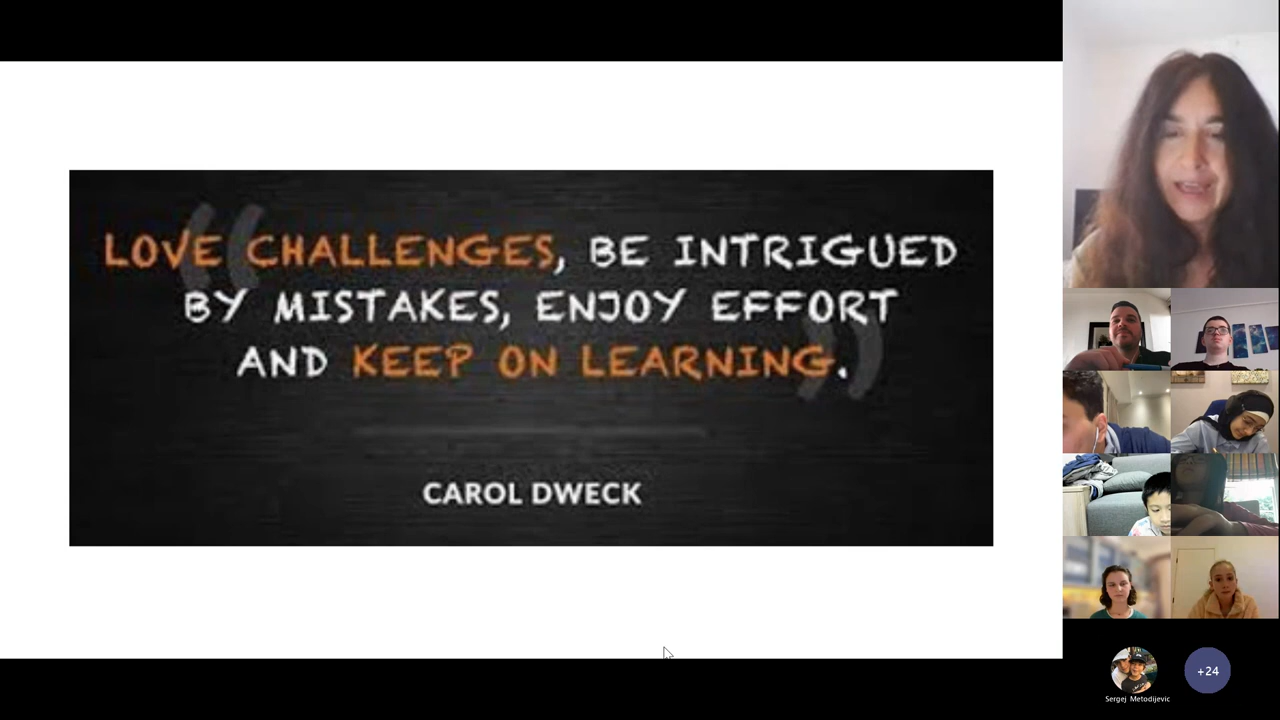 LOVE CHALLENGES, BE INTRIGUED
BY MISTAKES, ENJOY EFFORT
AND KEEP ON LEARNING.
CAROL DWECK
Sergej Metodijevic
+24